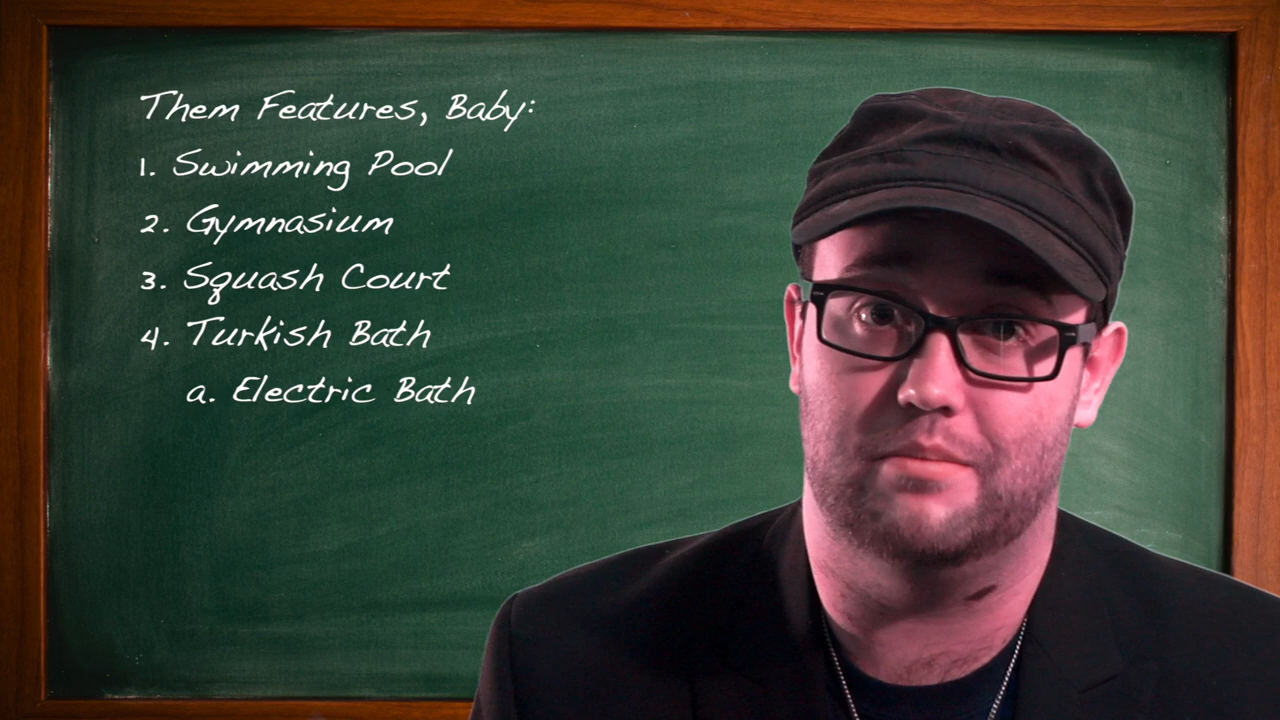 Them Features, Baby:
1. Swimming Pool
2. Gymnasium
3. Squash Court
4. Turkish Bath
a. Electric Bath